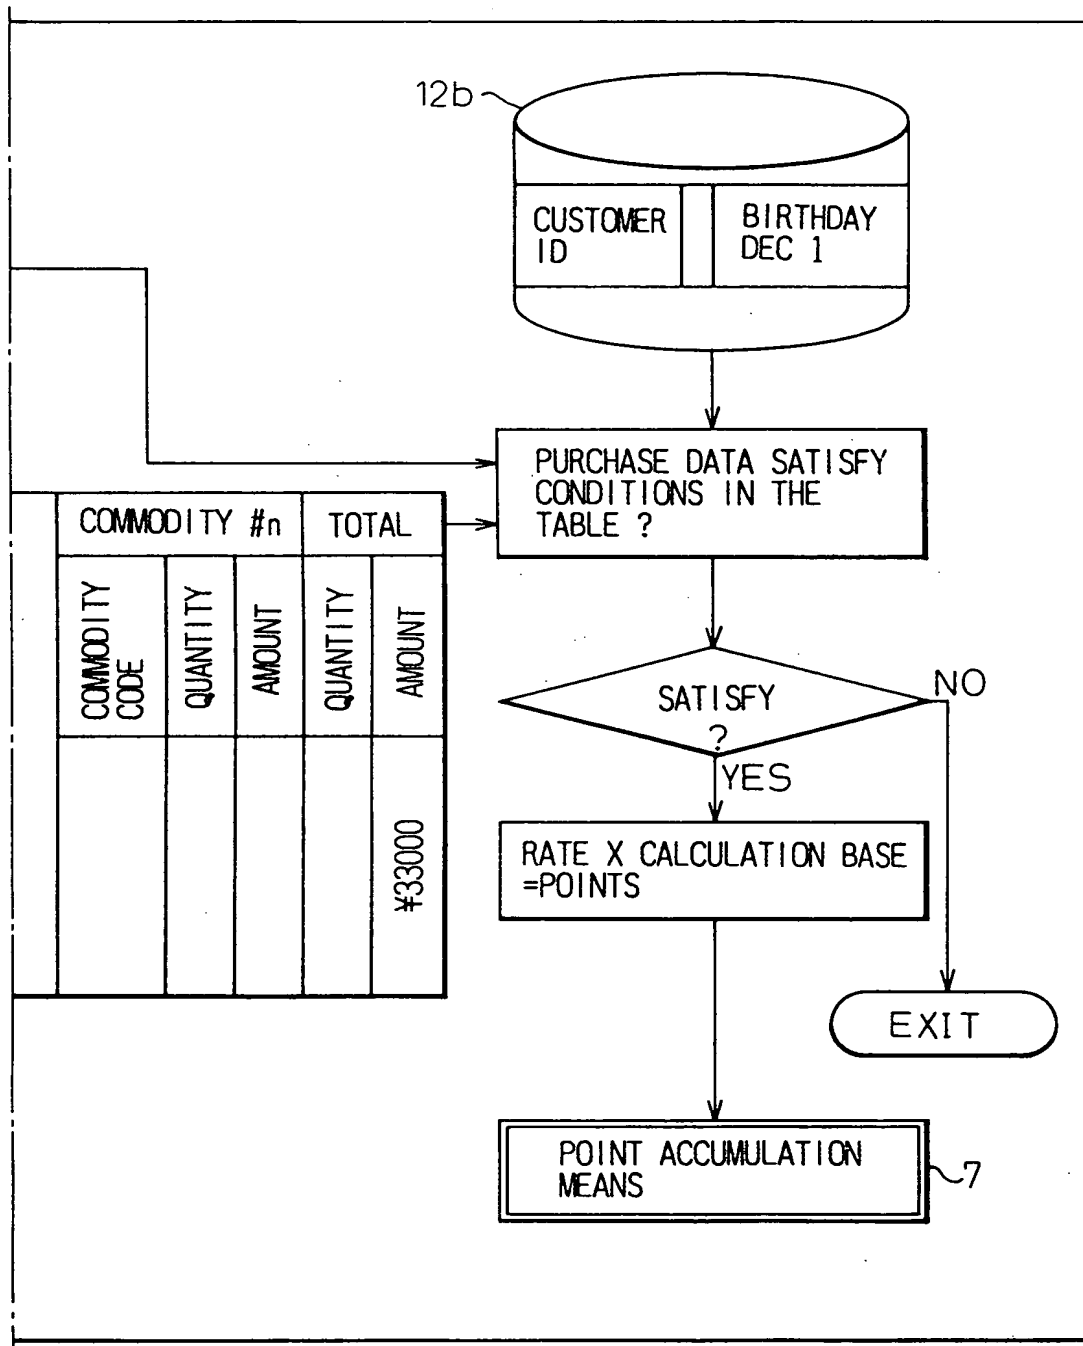 12b
CUSTOMER
ID
BIRTHDAY
DEC 1
PURCHASE DATA SATISFY
CONDITIONS IN THE
TABLE ?
COMMODITY #n
TOTAL
COMMODITY
CODE
QUANTITY
AMOUNT
QUANTITY
AMOUNT
¥33000
SATISFY
?
NO
YES
RATE X CALCULATION BASE
=POINTS
EXIT
POINT ACCUMULATION
MEANS
7